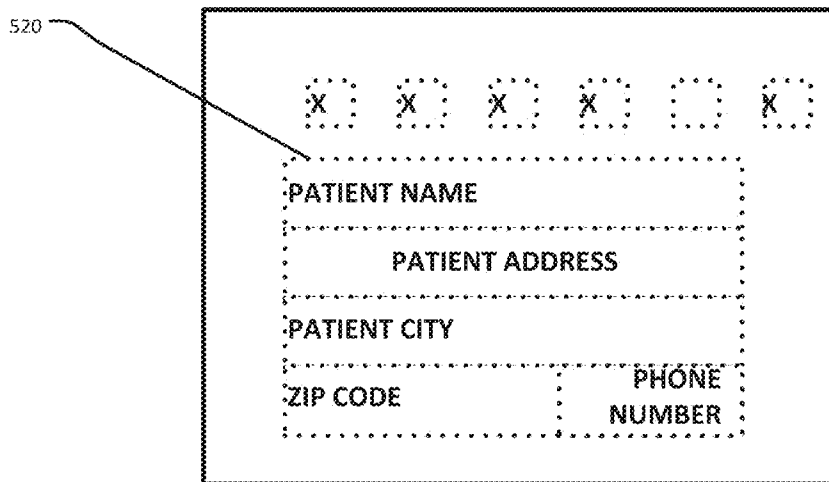 520
X X X X X
PATIENT NAME
PATIENT ADDRESS
PATIENT CITY
ZIP CODE PHONE
NUMBER